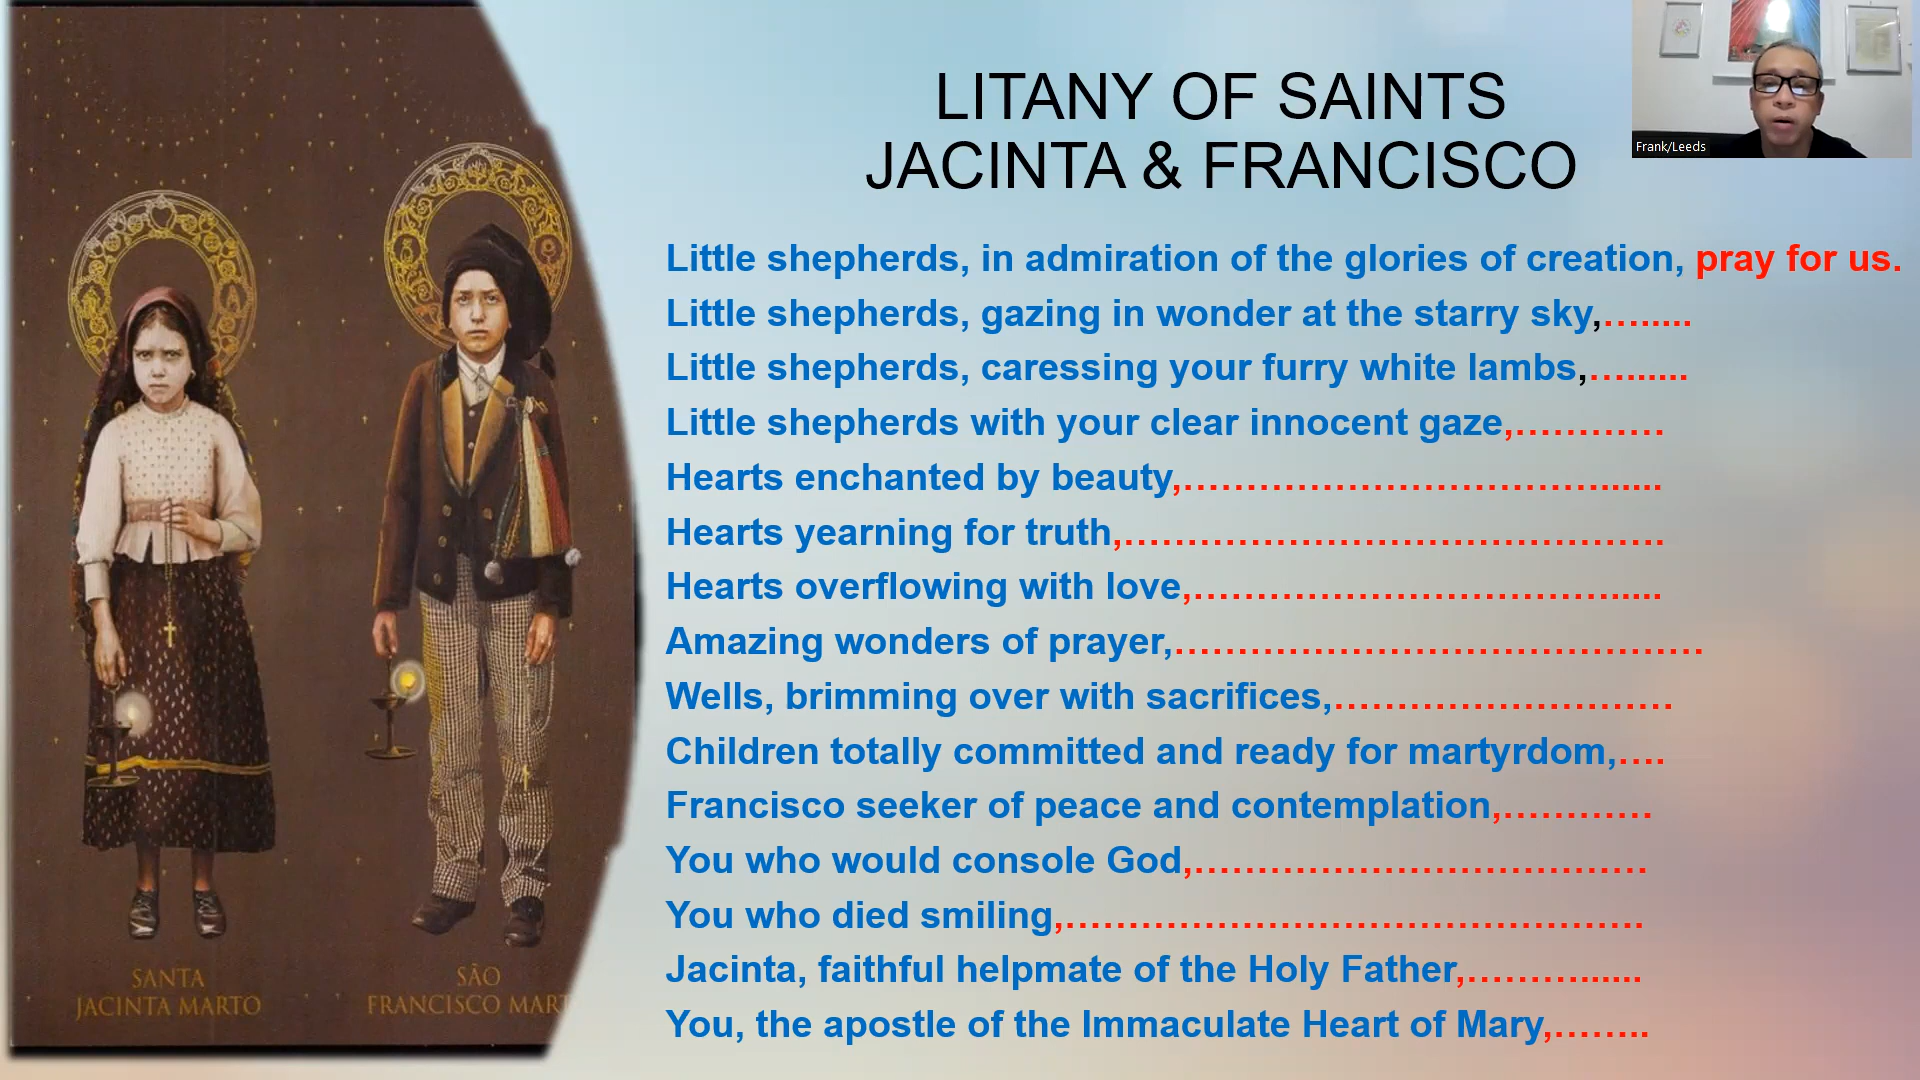 LITANY OF SAINTS
JACINTA & FRANCISCO
Frank/Leeds
Little shepherds, in admiration of the glories of creation, pray for us.
Little shepherds, gazing in wonder at the starry sky,….....
Little shepherds, caressing your furry white lambs,…......
Little shepherds with your clear innocent gaze,…………
Hearts enchanted by beauty,……………………………......
Hearts yearning for truth,…………………………………….
Hearts overflowing with love,…………………………….....
Amazing wonders of prayer,……………………………………
Wells, brimming over with sacrifices,………………………
Children totally committed and ready for martyrdom,….
Francisco seeker of peace and contemplation,…………
You who would console God,………………………………
You who died smiling,……………………………………….
Jacinta, faithful helpmate of the Holy Father,………......
You, the apostle of the Immaculate Heart of Mary,……..
SANTA
JACINTA MARTO
SÃO
FRANCISCO MART